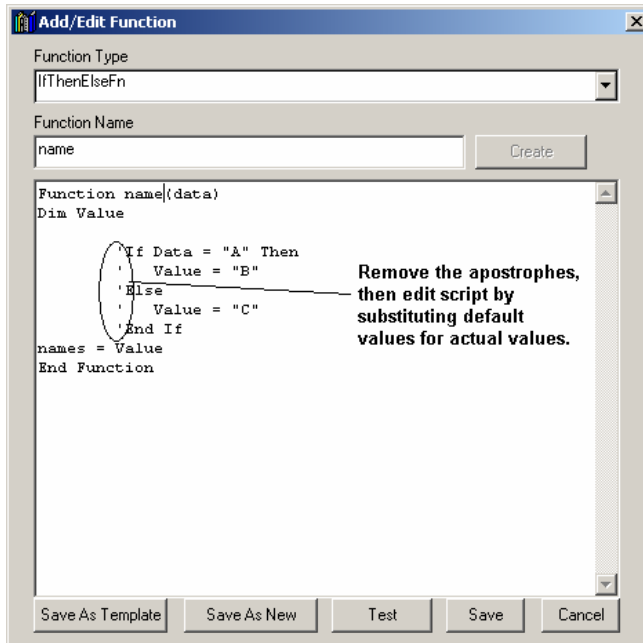 Add/Edit Function
Function Type
IfThenElseFn
Function Name
name
Create
Function name(data)
Dim Value
'If Data = "A" Then
'   Value = "B"
'Else
'   Value = "C"
'End If
names = Value
End Function
Remove the apostrophes,
then edit script by
substituting default
values for actual values.
Save As Template
Save As New
Test
Save
Cancel